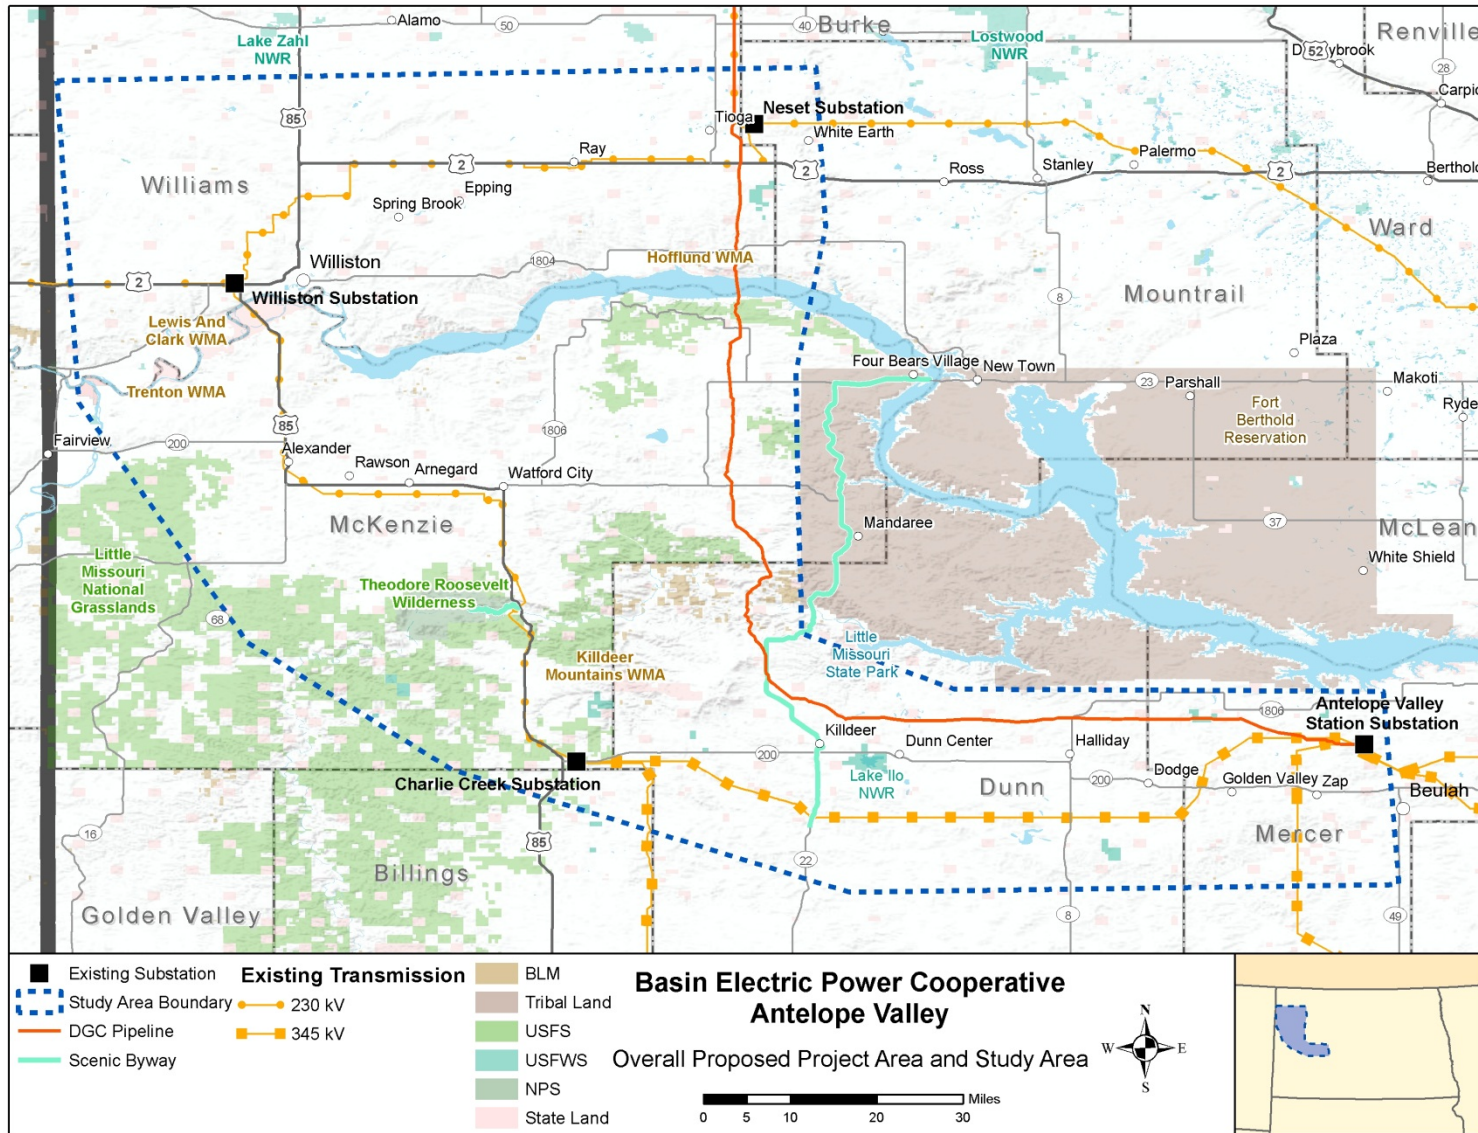 Alamo
50
40
Burke
Renville
Lake Zahl
NWR
Lostwood
NWR
52
28
85
Neset Substation
Tioga
White Earth
Ray
2
2
Ross
Stanley
Palermo
2
Berthold
Williams
Epping
Spring Brook
Ward
Williston
1804
Hofflund WMA
2
Williston Substation
8
Mountrail
Lewis And
Clark WMA
Trenton WMA
Plaza
Four Bears Village
New Town
23
Parshall
Makoti
Ryde
85
1806
Fort
Berthold
Reservation
Fairview
200
Alexander
Rawson
Arnegard
Watford City
McKenzie
Mandaree
37
McLean
White Shield
Little
Missouri
National
Grasslands
Theodore Roosevelt
Wilderness
68
Killdeer
Mountains WMA
Little
Missouri
State Park
1806
Antelope Valley
Station Substation
Killdeer
200
Dunn Center
Halliday
Charlie Creek Substation
Lake Ilo
NWR
Dunn
200
Dodge
Golden Valley
Zap
Beulah
16
85
22
Mercer
Billings
Golden Valley
8
49
Existing Substation
Study Area Boundary
DGC Pipeline
Scenic Byway
Existing Transmission
230 kV
345 kV
BLM
Tribal Land
USFS
USFWS
NPS
State Land
Basin Electric Power Cooperative
Antelope Valley
Overall Proposed Project Area and Study Area
N
W E
S
0 5 10 20 30 Miles